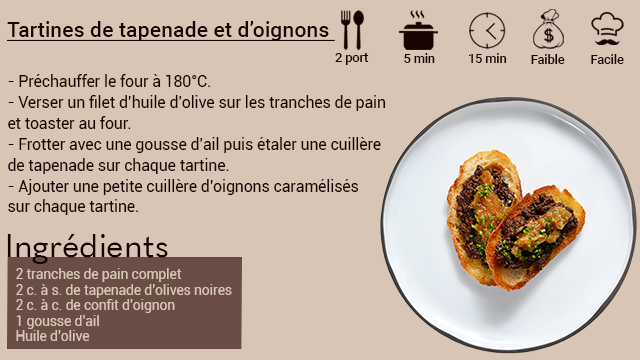 Tartines de tapenade et d'oignons
2 port
5 min
15 min
Faible
Facile
- Préchauffer le four à 180°C.
- Verser un filet d'huile d'olive sur les tranches de pain
et toaster au four.
- Frotter avec une gousse d'ail puis étaler une cuillère
de tapenade sur chaque tartine.
- Ajouter une petite cuillère d'oignons caramélisés
sur chaque tartine.
Ingrédients
2 tranches de pain complet
2 c. à s. de tapenade d'olives noires
2 c. à c. de confit d'oignon
1 gousse d'ail
Huile d'olive